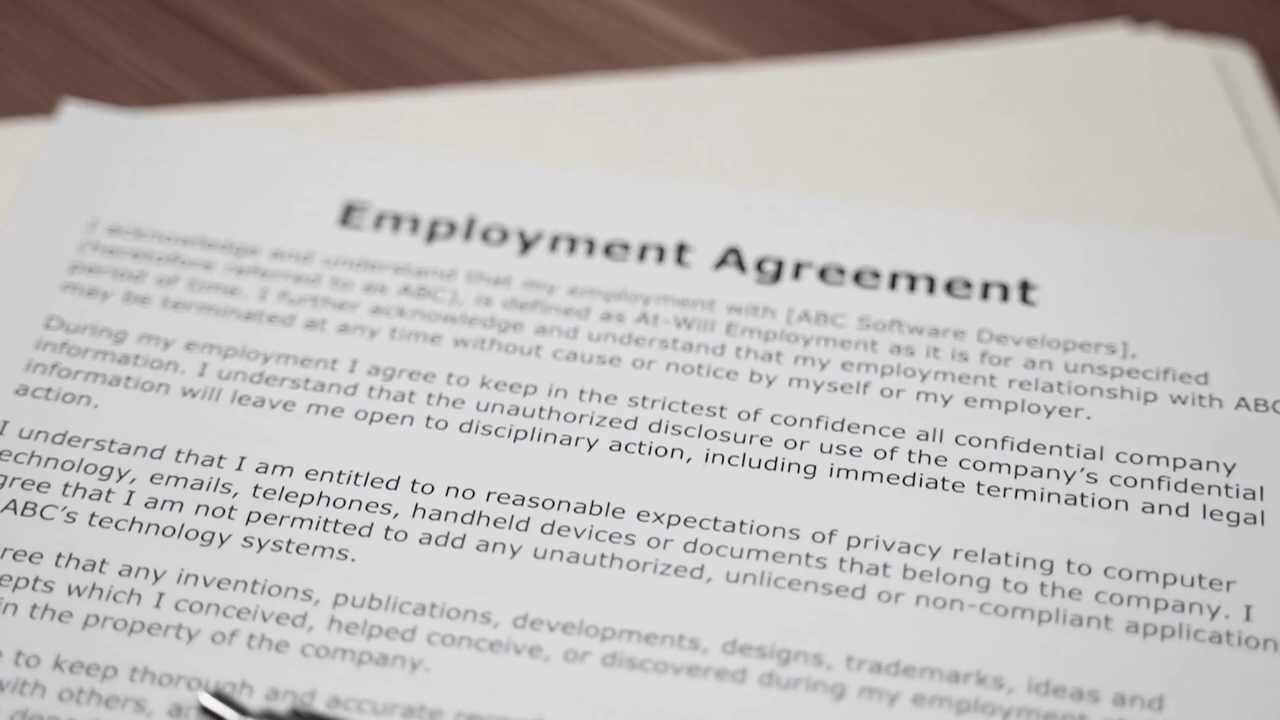 Employment Agreement
I acknowledge and understand that my employment with [ABC Software Developers],
(hereafter referred to as ABC), is defined as At-Will Employment as it is for an unspecified
period of time. I further acknowledge and understand that my employment relationship with ABC
may be terminated at any time without cause or notice by myself or my employer.
During my employment I agree to keep in the strictest of confidence all confidential company
information. I understand that the unauthorized disclosure or use of the company’s confidential
information will leave me open to disciplinary action, including immediate termination and legal
action.
I understand that I am entitled to no reasonable expectations of privacy relating to computer
echnology, emails, telephones, handheld devices or documents that belong to the company. I
gree that I am not permitted to add any unauthorized, unlicensed or non-compliant application
ABC’s technology systems.
ree that any inventions, publications, developments, designs, trademarks, ideas and
epts which I conceived, helped conceive, or discovered during my employment
in the property of the company.
to keep thorough and accurate
with others,